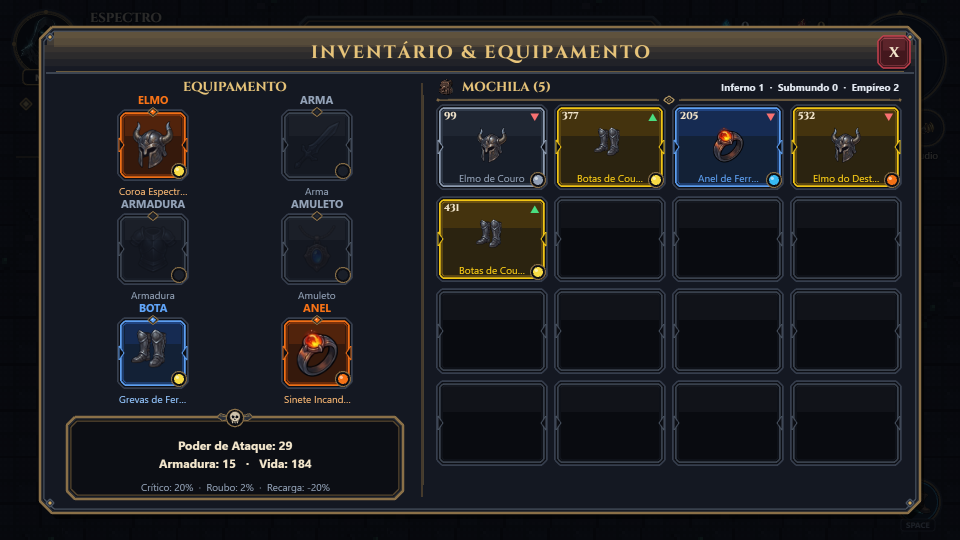 ESPECTRO
INVENTÁRIO & EQUIPAMENTO
X
EQUIPAMENTO
ELMO
ARMA
Coroa Espectr...
Arma
ARMADURA
AMULETO
Armadura
Amuleto
BOTA
ANEL
Grevas de Fer...
Sinete Incand...
Poder de Ataque: 29
Armadura: 15 · Vida: 184
Crítico: 20% · Roubo: 2% · Recarga: -20%
MOCHILA (5)
Inferno 1 · Submundo 0 · Empíreo 2
99
Elmo de Couro
377
Botas de Cou...
205
Anel de Ferr...
532
Elmo do Dest...
431
Botas de Cou...
SPACE